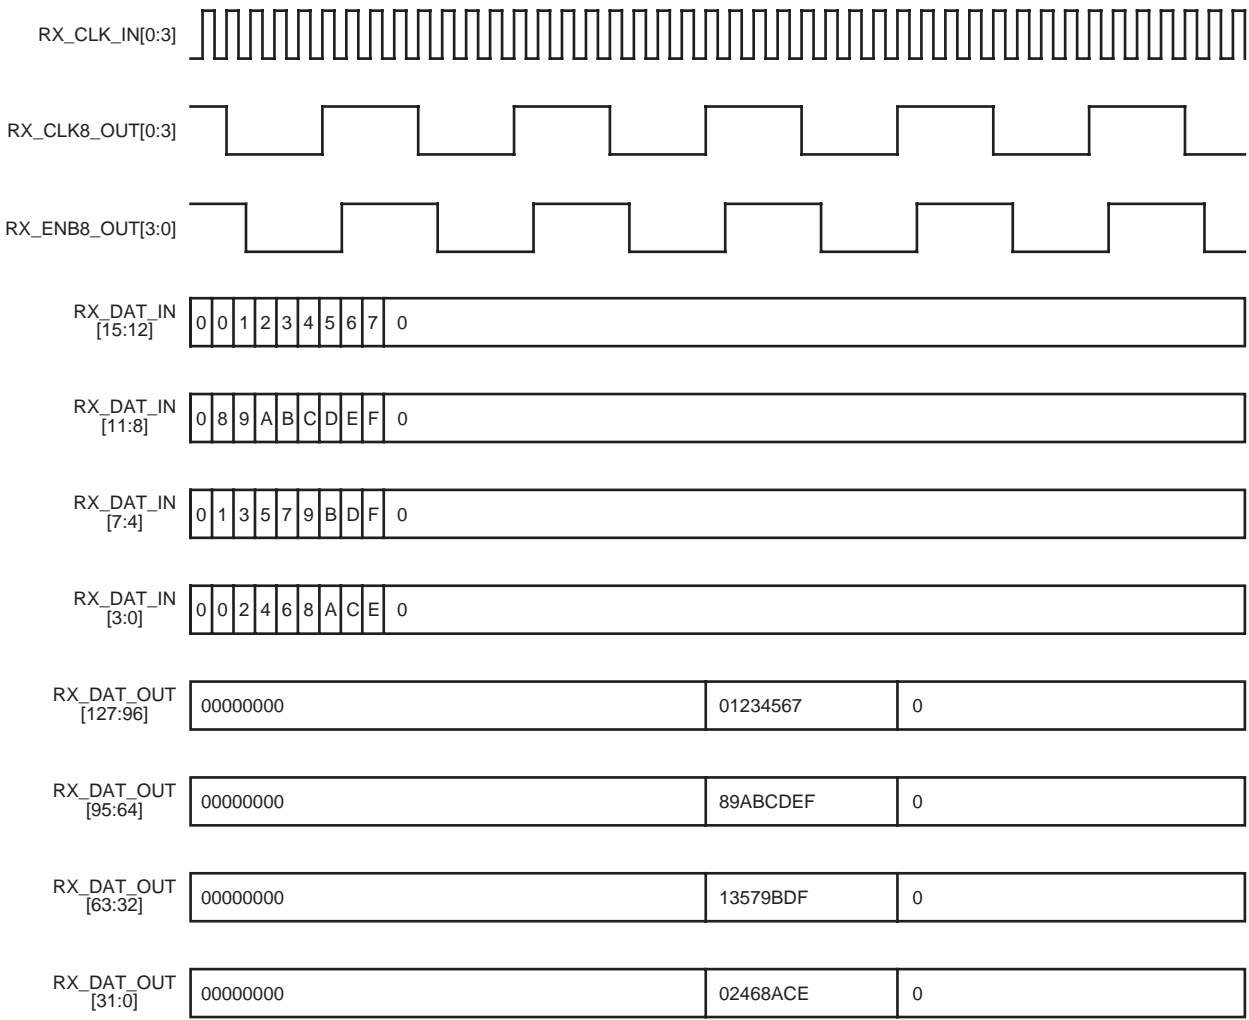 RX_CLK_IN[0:3]
RX_CLK8_OUT[0:3]
RX_ENB8_OUT[3:0]
RX_DAT_IN
[15:12]
0 0 1 2 3 4 5 6 7 0
RX_DAT_IN
[11:8]
0 8 9 A B C D E F 0
RX_DAT_IN
[7:4]
0 1 3 5 7 9 B D F 0
RX_DAT_IN
[3:0]
0 0 2 4 6 8 A C E 0
RX_DAT_OUT
[127:96]
00000000 01234567 0
RX_DAT_OUT
[95:64]
00000000 89ABCDEF 0
RX_DAT_OUT
[63:32]
00000000 13579BDF 0
RX_DAT_OUT
[31:0]
00000000 02468ACE 0